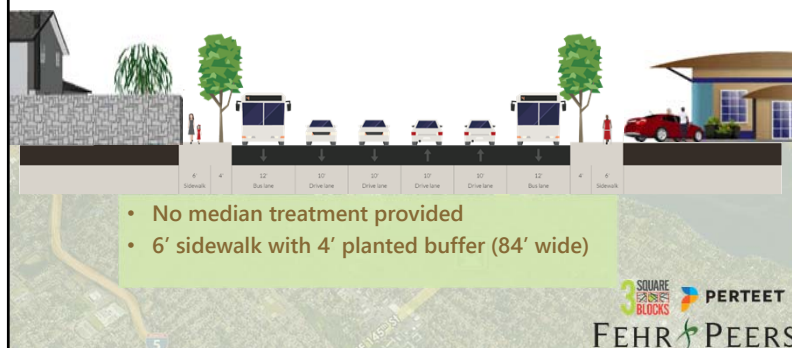 6' 4' 12' 10' 10' 10' 10' 12' 4' 6'
Sidewalk Bus lane Drive lane Drive lane Drive lane Drive lane Bus lane Sidewalk
• No median treatment provided
• 6' sidewalk with 4' planted buffer (84' wide)
3 SQUARE BLOCKS
PERTEET
FEHR PEERS
5